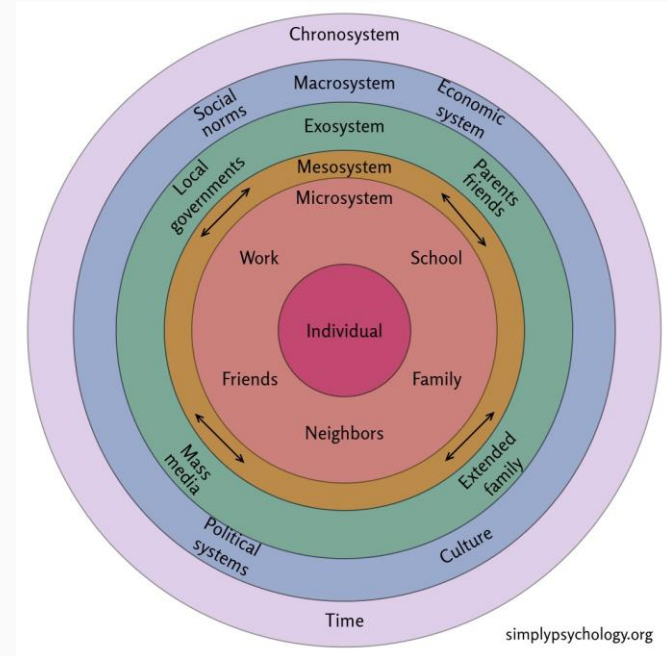 Chronosystem
Macrosystem
Social
norms
Economic
system
Exosystem
Local
governments
Parents
friends
Mesosystem
Microsystem
Work
School
Individual
Friends
Family
Neighbors
Mass
media
Extended
family
Political
systems
Culture
Time
simplypsychology.org